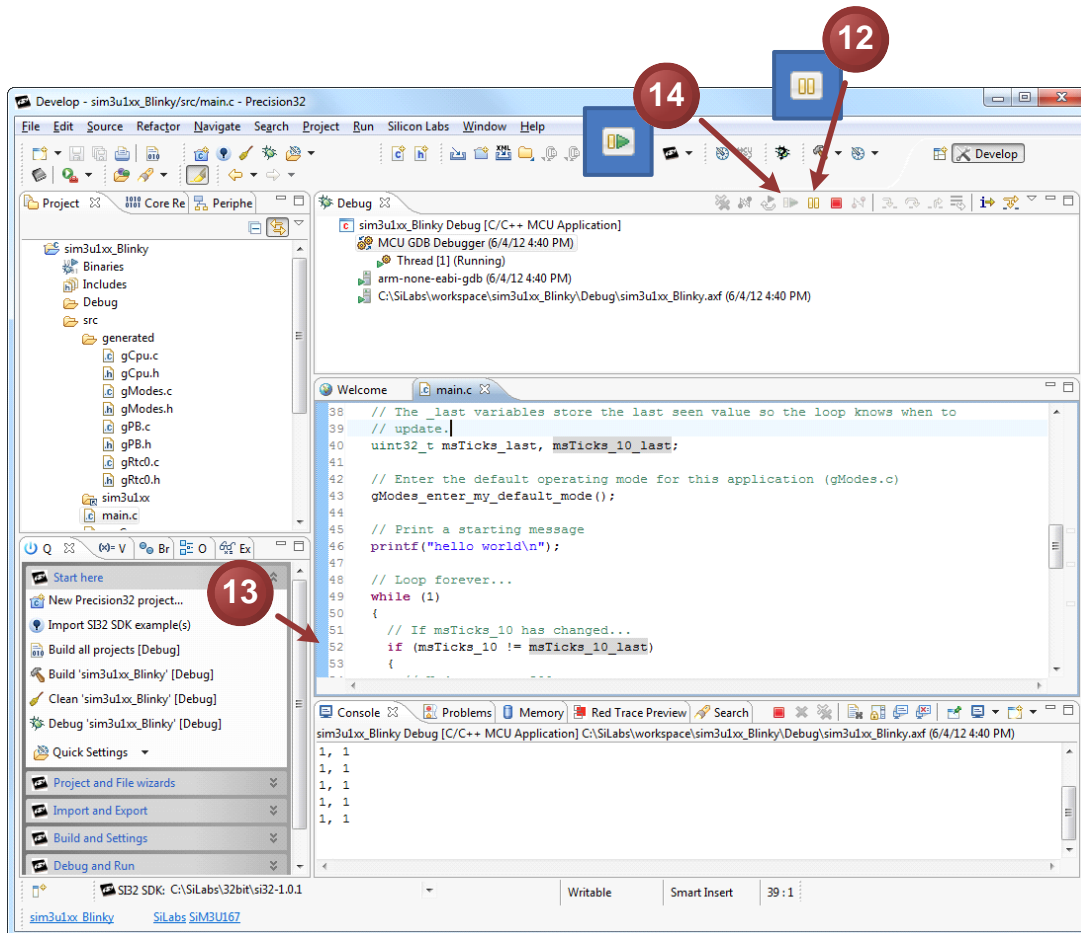 12
14
Develop - sim3u1xx_Blinky/src/main.c - Precision32
File Edit Source Refactor Navigate Search Project Run Silicon Labs Window Help
Develop
Project Core Re Periphe
sim3u1xx_Blinky
Binaries
Includes
Debug
src
generated
gCpu.c
gCpu.h
gModes.c
gModes.h
gPB.c
gPB.h
gRtc0.c
gRtc0.h
sim3u1xx
main.c
Debug
sim3u1xx_Blinky Debug [C/C++ MCU Application]
MCU GDB Debugger (6/4/12 4:40 PM)
Thread [1] (Running)
arm-none-eabi-gdb (6/4/12 4:40 PM)
C:\SiLabs\workspace\sim3u1xx_Blinky\Debug\sim3u1xx_Blinky.axf (6/4/12 4:40 PM)
Welcome main.c
38 // The _last variables store the last seen value so the loop knows when to
39 // update.
40 uint32_t msTicks_last, msTicks_10_last;
41
42 // Enter the default operating mode for this application (gModes.c)
43 gModes_enter_my_default_mode();
44
45 // Print a starting message
46 printf("hello world\n");
47
48 // Loop forever...
49 while (1)
50 {
51 // If msTicks_10 has changed...
52 if (msTicks_10 != msTicks_10_last)
53 {
Q (x)= V Br O Ex
13
Start here
New Precision32 project...
Import SI32 SDK example(s)
Build all projects [Debug]
Build 'sim3u1xx_Blinky' [Debug]
Clean 'sim3u1xx_Blinky' [Debug]
Debug 'sim3u1xx_Blinky' [Debug]
Quick Settings
Project and File wizards
Import and Export
Build and Settings
Debug and Run
Console Problems Memory Red Trace Preview Search
sim3u1xx_Blinky Debug [C/C++ MCU Application] C:\SiLabs\workspace\sim3u1xx_Blinky\Debug\sim3u1xx_Blinky.axf (6/4/12 4:40 PM)
1, 1
1, 1
1, 1
1, 1
1, 1
SI32 SDK: C:\SiLabs\32bit\si32-1.0.1
Writable Smart Insert 39 : 1
sim3u1xx_Blinky SiLabs SiM3U167